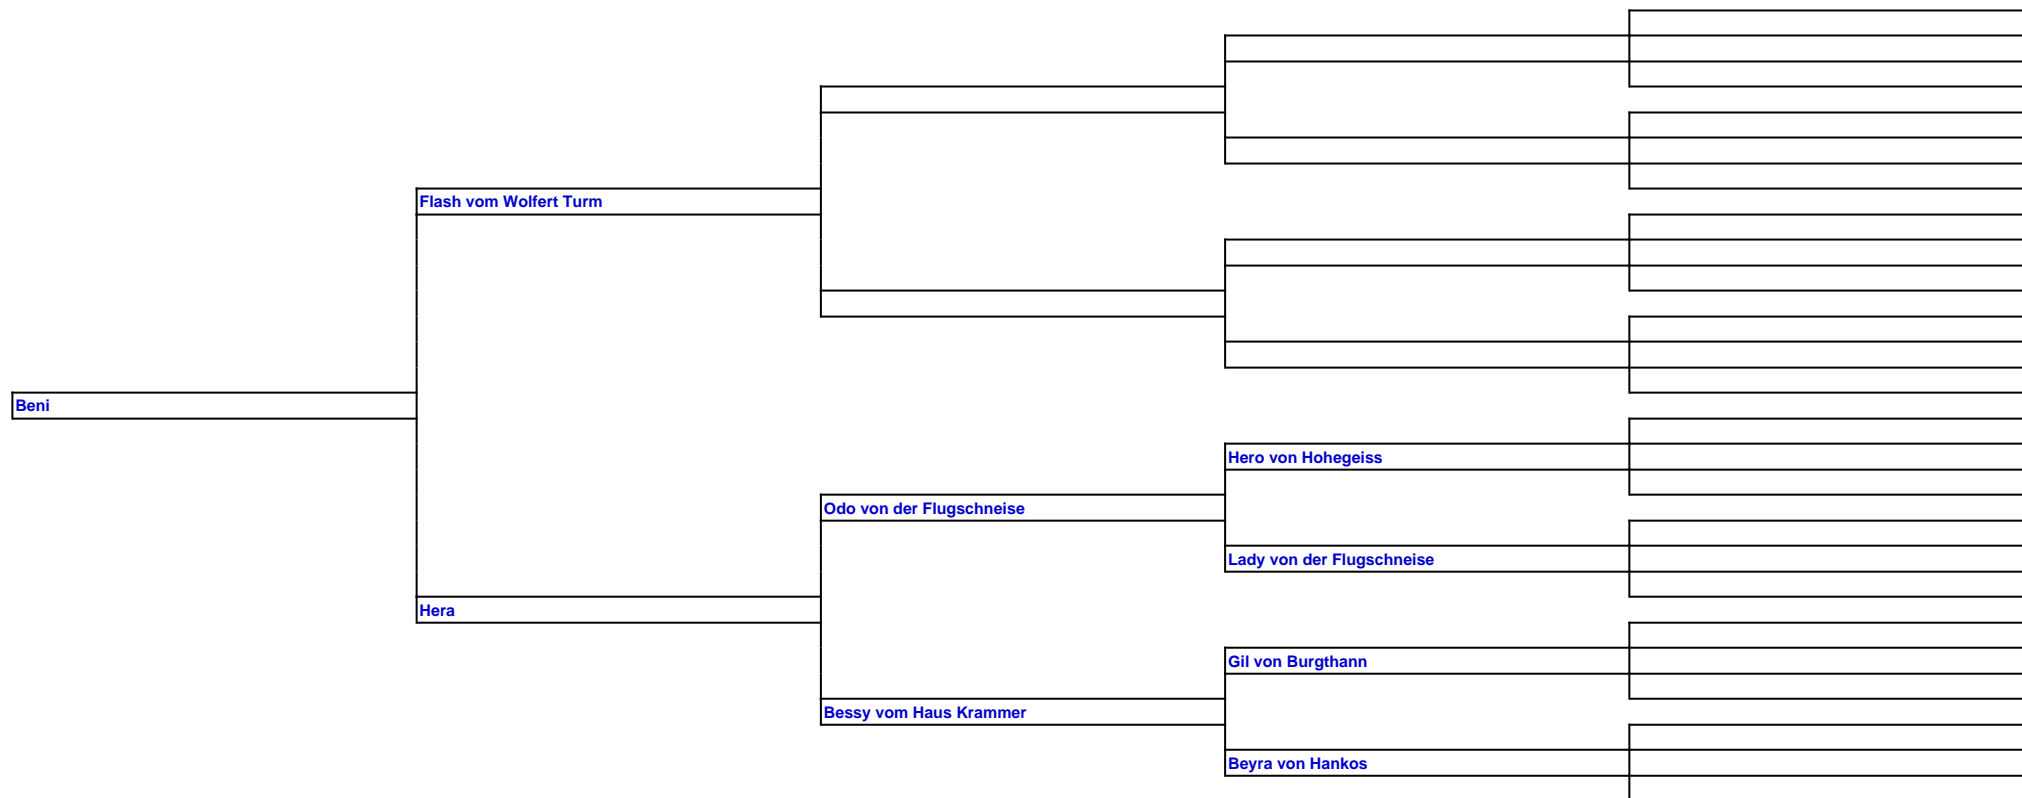 Flash vom Wolfert Turm
Beni
Hero von Hohegeiss
Odo von der Flugschneise
Lady von der Flugschneise
Hera
Gil von Burgthann
Bessy vom Haus Krammer
Beyra von Hankos